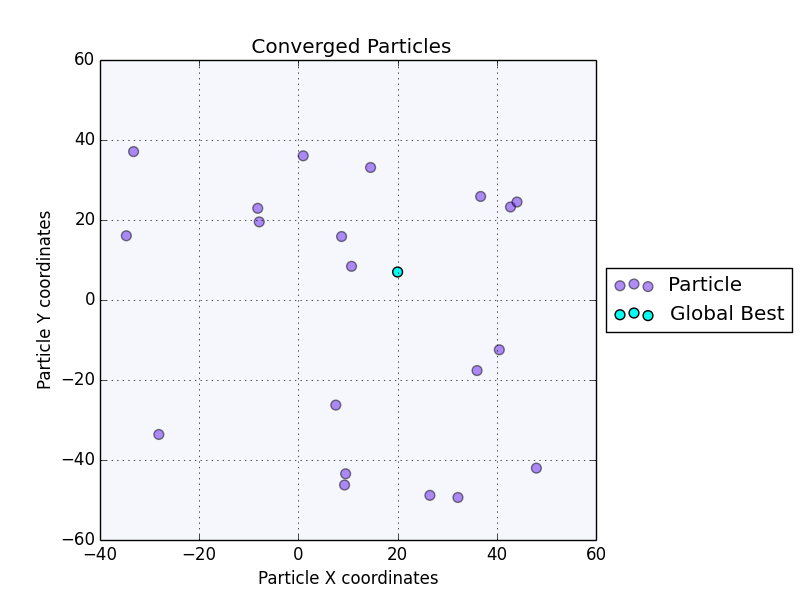 Converged Particles
60
40
20
0
−20
−40
−60
−40 −20 0 20 40 60
Particle X coordinates
Particle Y coordinates
Particle
Global Best